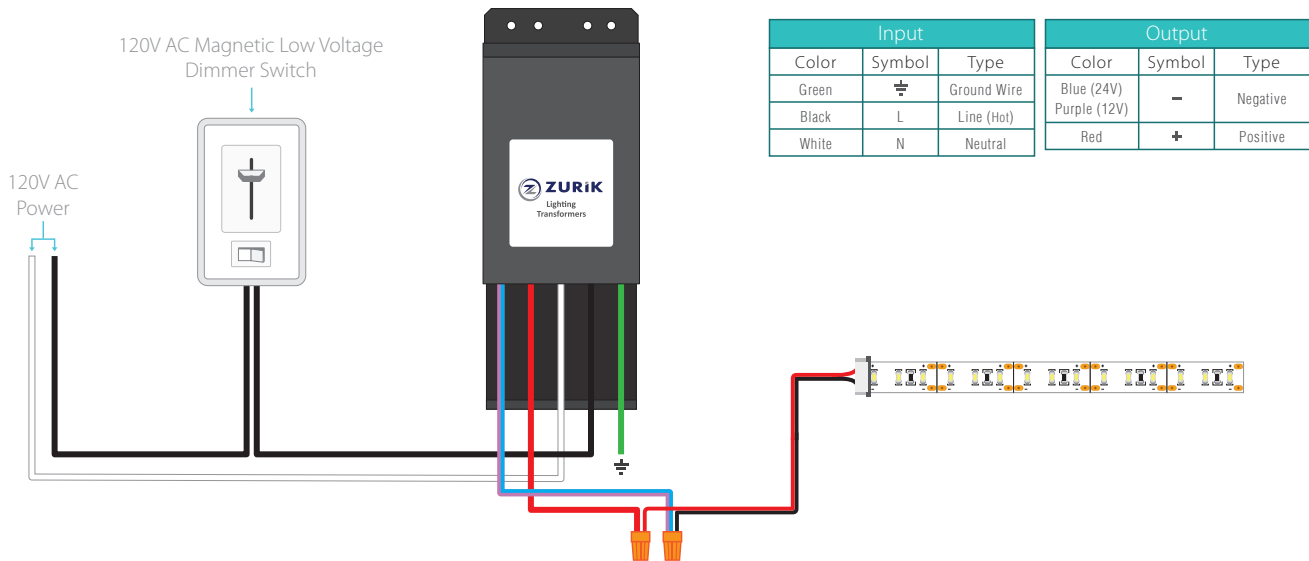 120V AC Magnetic Low Voltage
Dimmer Switch
120V AC
Power
ZURiK
Lighting
Transformers
Input
Color Symbol Type
Green Ground Wire
Black L Line (Hot)
White N Neutral
Output
Color Symbol Type
Blue (24V)
Purple (12V) − Negative
Red + Positive